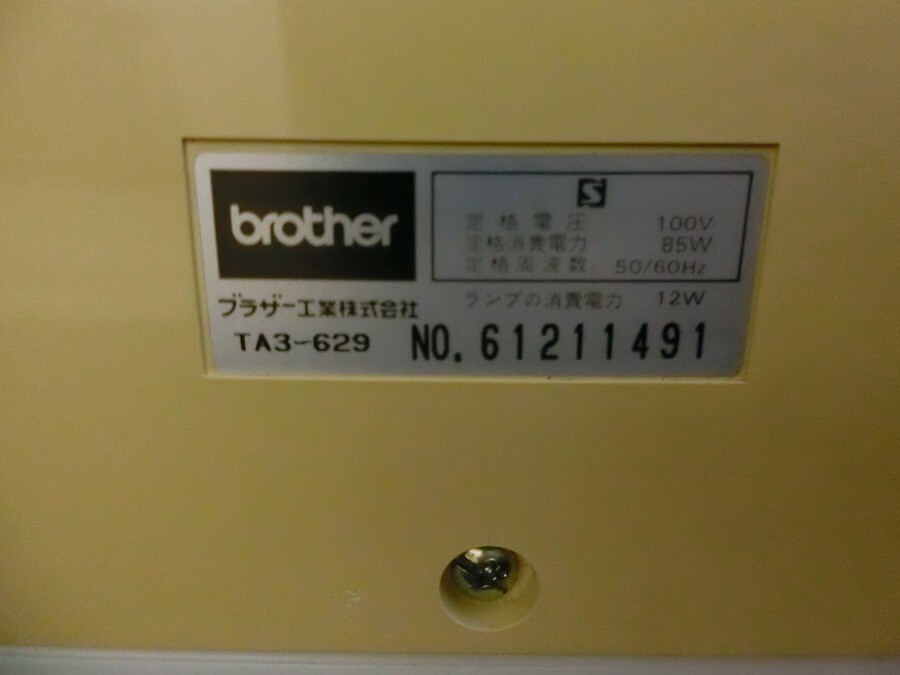 brother
S
定格電圧 100V
定格消費電力 85W
定格周波数 50/60Hz
ブラザー工業株式会社
ランプの消費電力 12W
TA3-629
NO.61211491